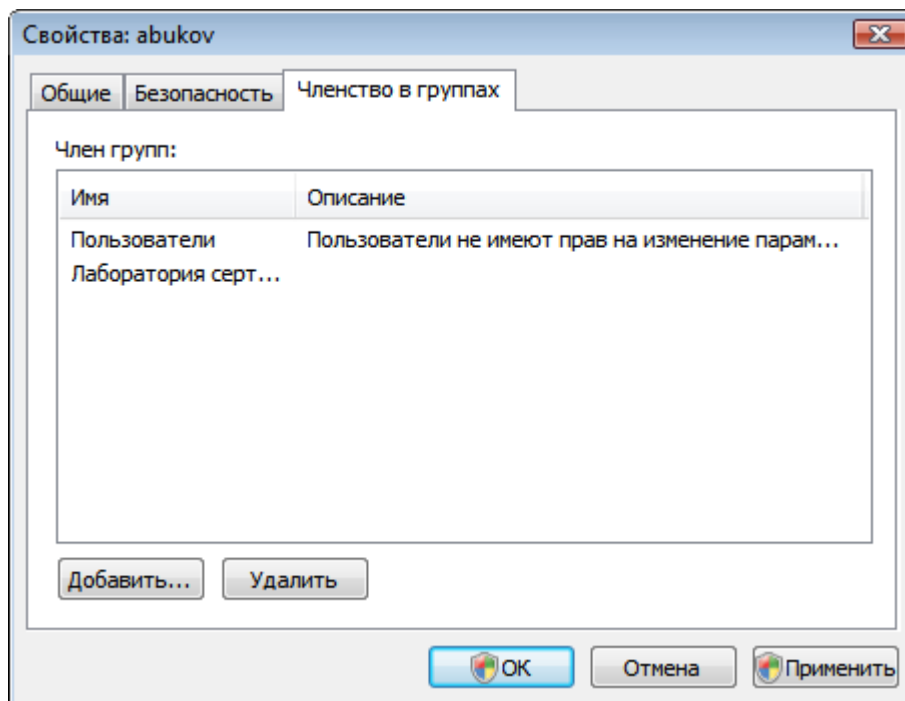 Свойства: abukov
Общие Безопасность Членство в группах
Член групп:
Имя Описание
Пользователи Пользователи не имеют прав на изменение парам...
Лаборатория серт...
Добавить... Удалить
ОК Отмена Применить